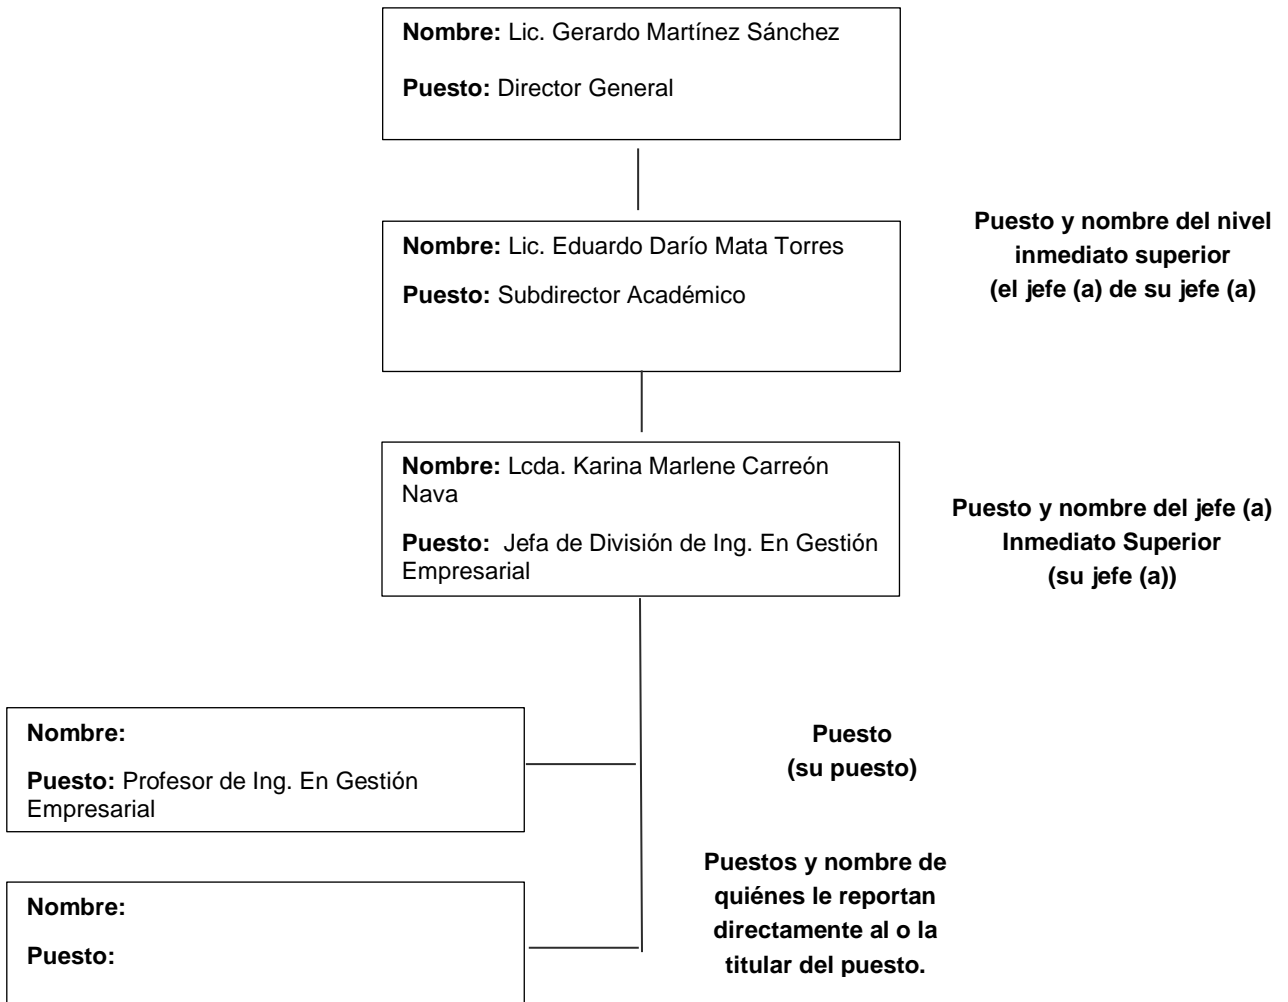 Nombre: Lic. Gerardo Martínez Sánchez
Puesto: Director General
Nombre: Lic. Eduardo Darío Mata Torres
Puesto: Subdirector Académico
Puesto y nombre del nivel
inmediato superior
(el jefe (a) de su jefe (a)
Nombre: Lcda. Karina Marlene Carreón
Nava
Puesto: Jefa de División de Ing. En Gestión
Empresarial
Puesto y nombre del jefe (a)
Inmediato Superior
(su jefe (a))
Nombre:
Puesto: Profesor de Ing. En Gestión
Empresarial
Puesto
(su puesto)
Nombre:
Puesto:
Puestos y nombre de
quiénes le reportan
directamente al o la
titular del puesto.